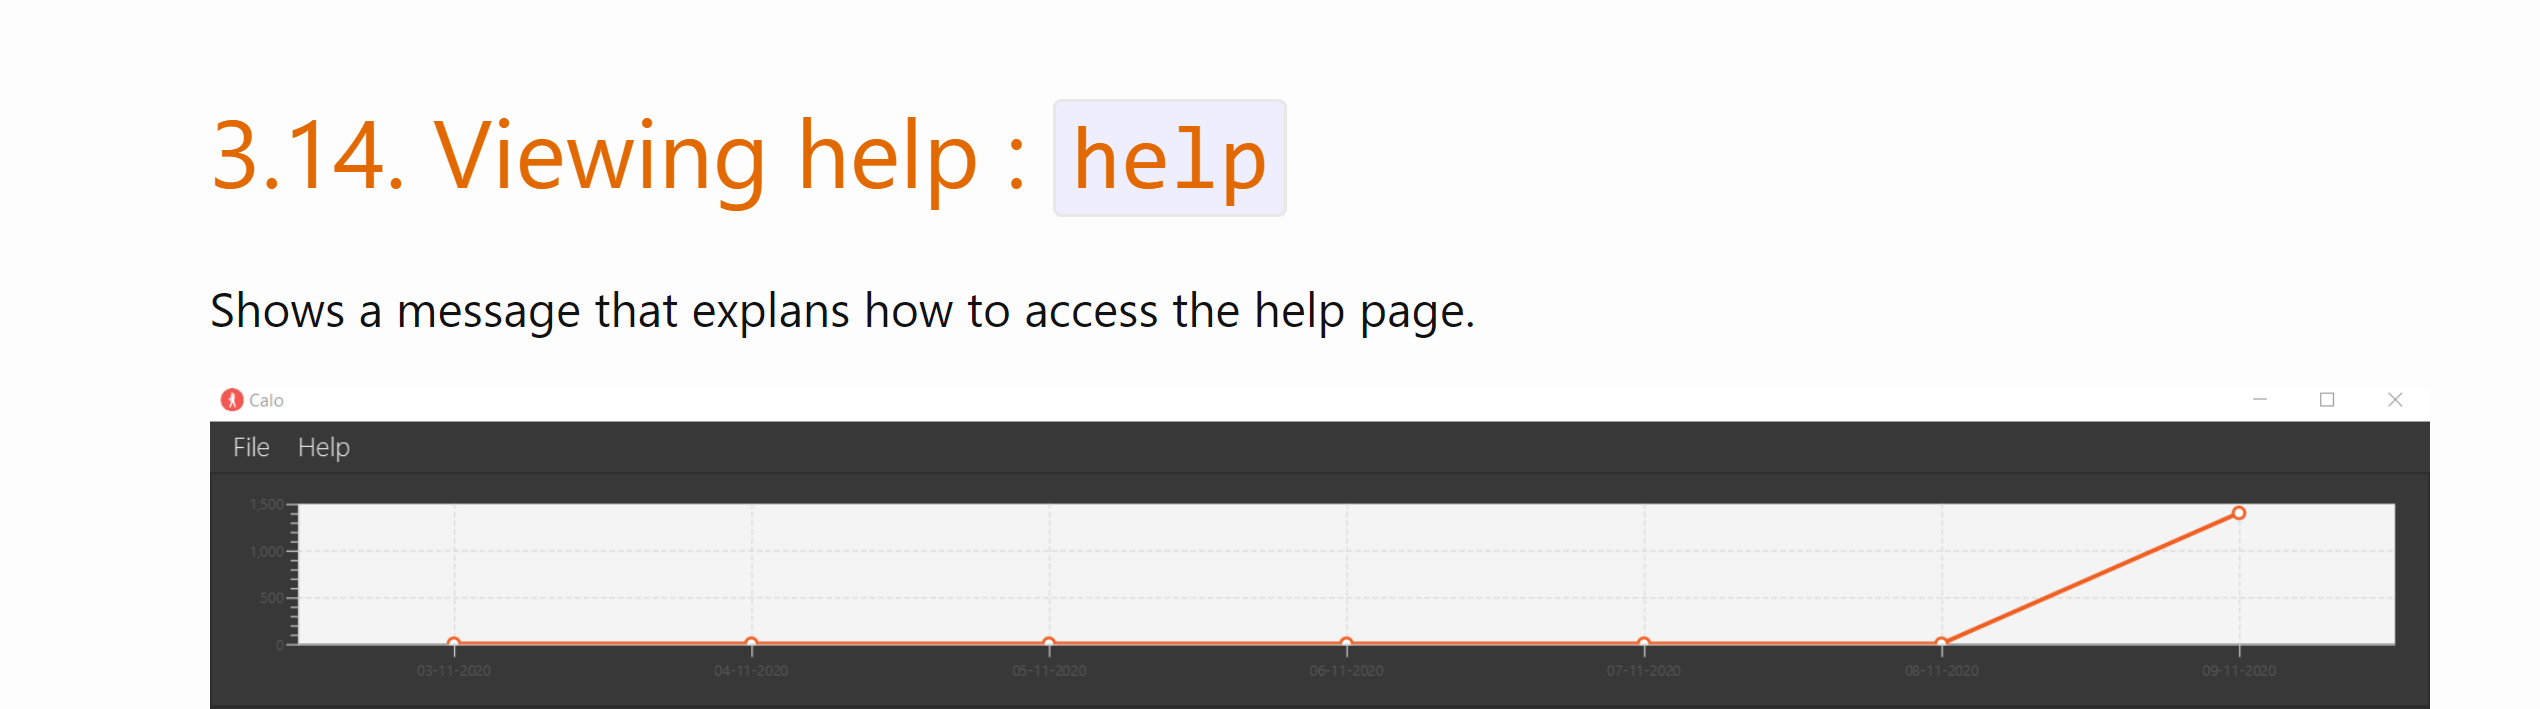 3.14. Viewing help : help
Shows a message that explans how to access the help page.
Calo
File Help
1,500
1,000
500
0
03-11-2020 04-11-2020 05-11-2020 06-11-2020 07-11-2020 08-11-2020 09-11-2020